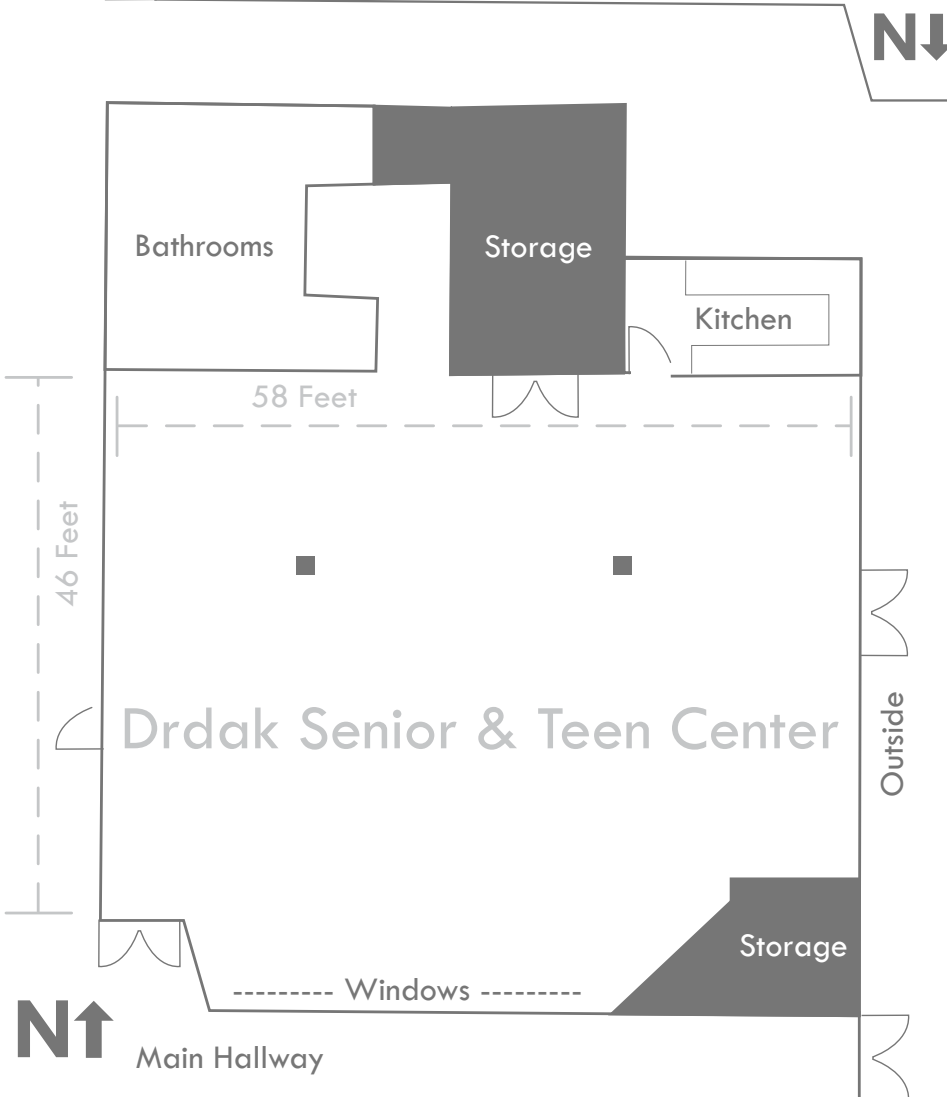 N
Bathrooms
Storage
Kitchen
58 Feet
46 Feet
Drdak Senior & Teen Center
Outside
Storage
--------- Windows ---------
N
Main Hallway